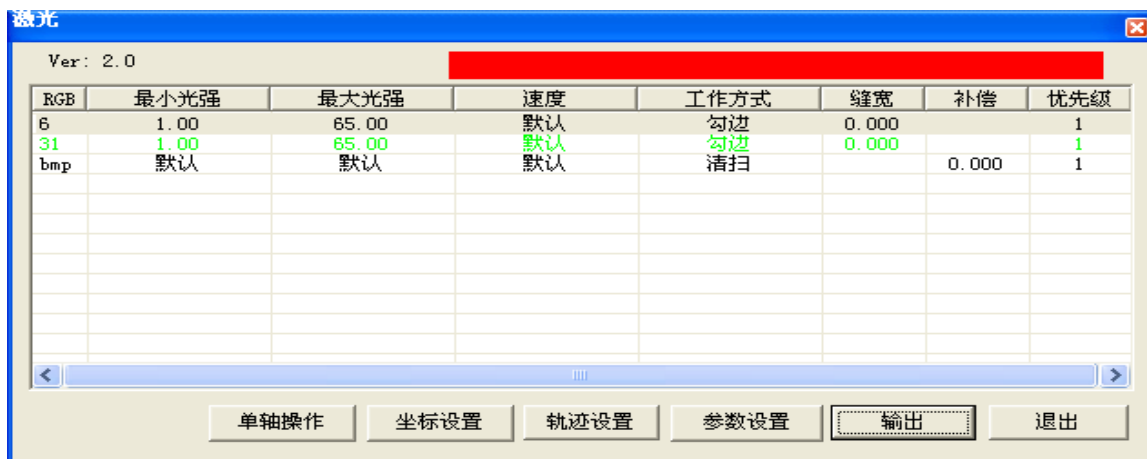 激光
Ver: 2.0
RGB 最小光强 最大光强 速度 工作方式 缝宽 补偿 优先级
6 1.00 65.00 默认 勾边 0.000 1
31 1.00 65.00 默认 勾边 0.000 1
bmp 默认 默认 默认 清扫 0.000 1
单轴操作 坐标设置 轨迹设置 参数设置 输出 退出